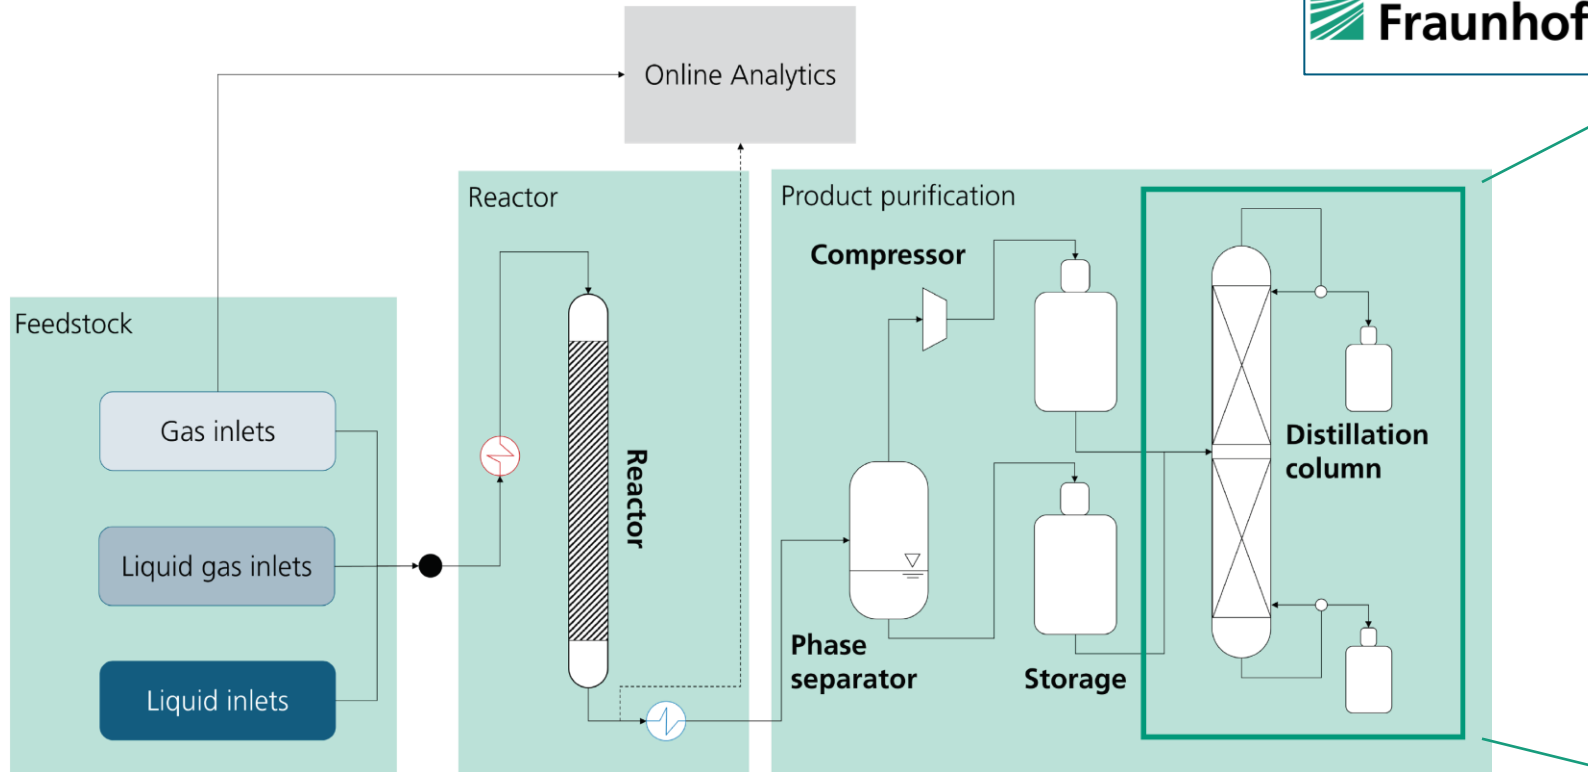 Fraunhof
Online Analytics
Reactor
Product purification
Compressor
Feedstock
Gas inlets
Reactor
Distillation
column
Liquid gas inlets
Phase
separator
Storage
Liquid inlets